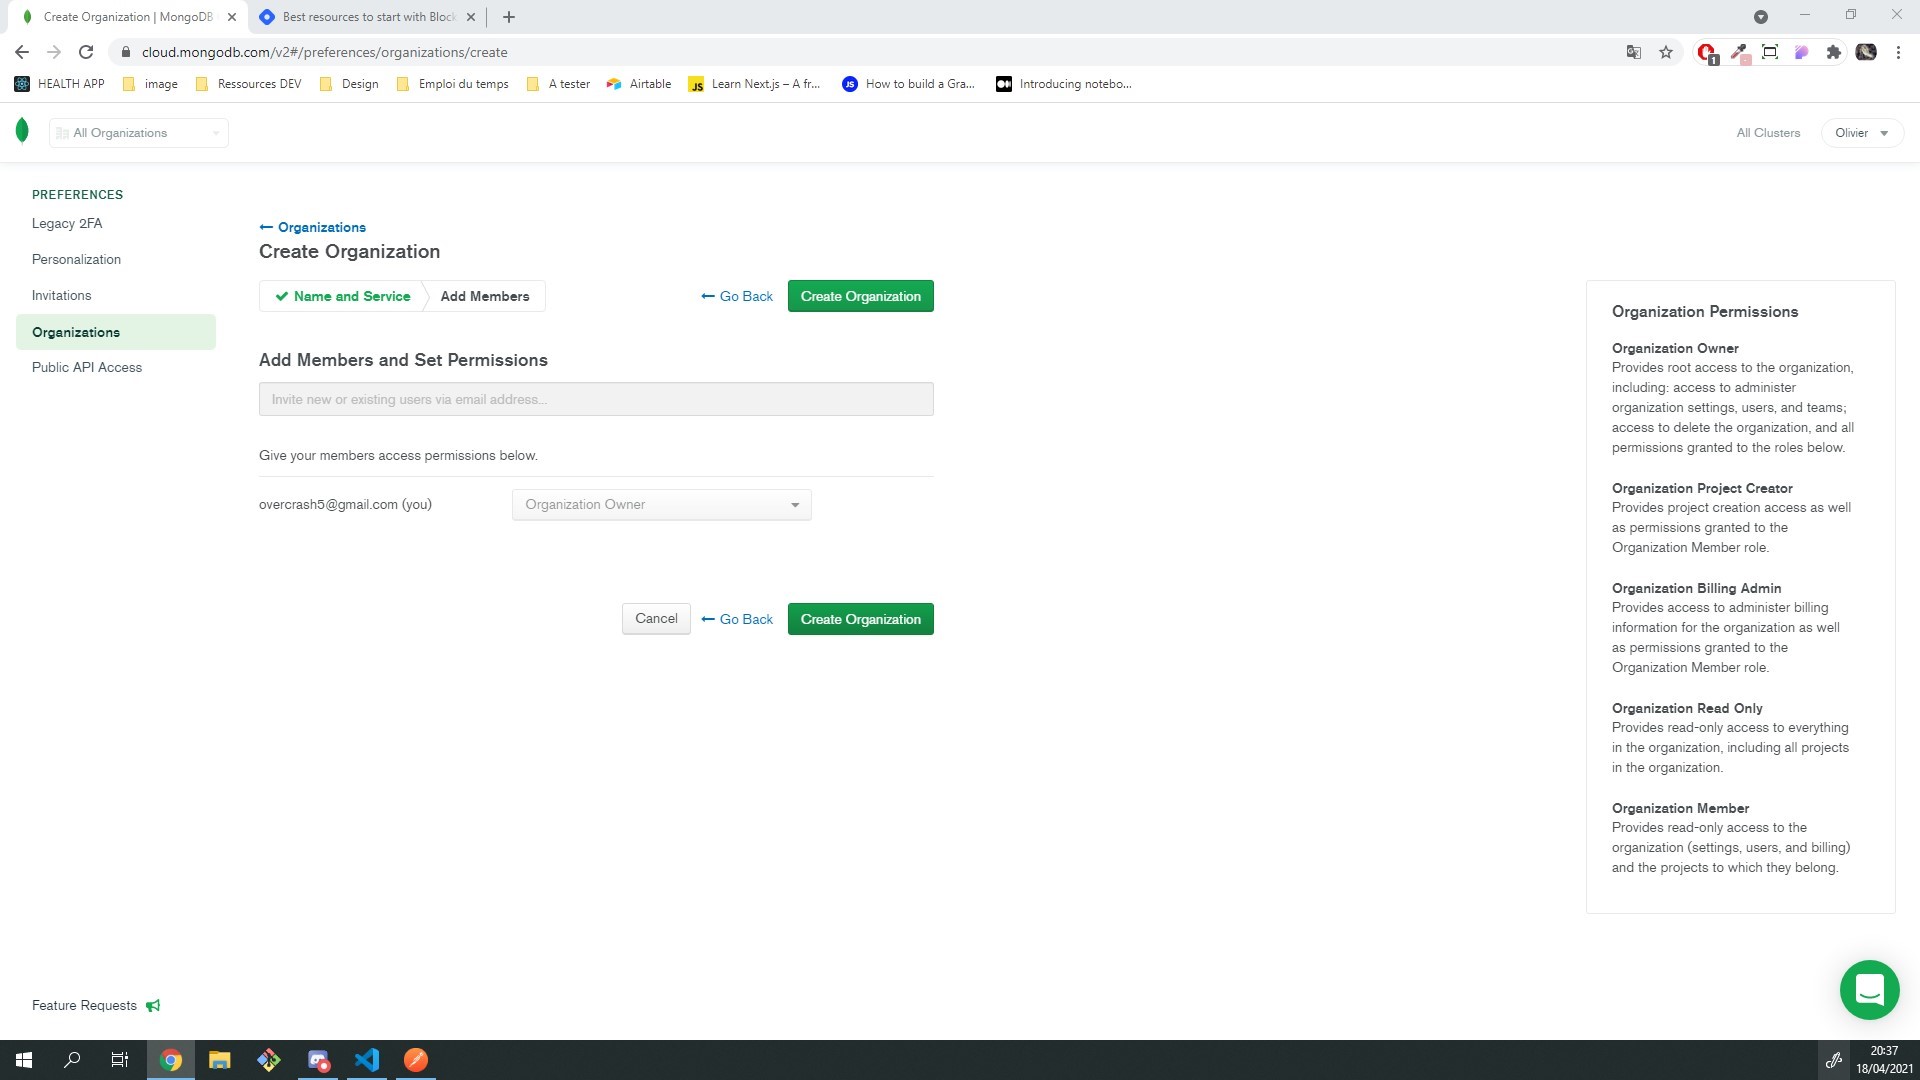 Create Organization | MongoDB
Best resources to start with Block
cloud.mongodb.com/v2#/preferences/organizations/create
HEALTH APP
image
Ressources DEV
Design
Emploi du temps
A tester
Airtable
JS
Learn Next.js – A fr...
JS
How to build a Gra...
Introducing notebo...
1
All Organizations
All Clusters
Olivier
PREFERENCES
Legacy 2FA
Personalization
Invitations
Organizations
Public API Access
Feature Requests
Organizations
Create Organization
Name and Service
Add Members
Go Back
Create Organization
Add Members and Set Permissions
Invite new or existing users via email address...
Give your members access permissions below.
overcrash5@gmail.com (you)
Organization Owner
Cancel
Go Back
Create Organization
Organization Permissions
Organization Owner
Provides root access to the organization,
including: access to administer
organization settings, users, and teams;
access to delete the organization, and all
permissions granted to the roles below.
Organization Project Creator
Provides project creation access as well
as permissions granted to the
Organization Member role.
Organization Billing Admin
Provides access to administer billing
information for the organization as well
as permissions granted to the
Organization Member role.
Organization Read Only
Provides read-only access to everything
in the organization, including all projects
in the organization.
Organization Member
Provides read-only access to the
organization (settings, users, and billing)
and the projects to which they belong.
20:37
18/04/2021